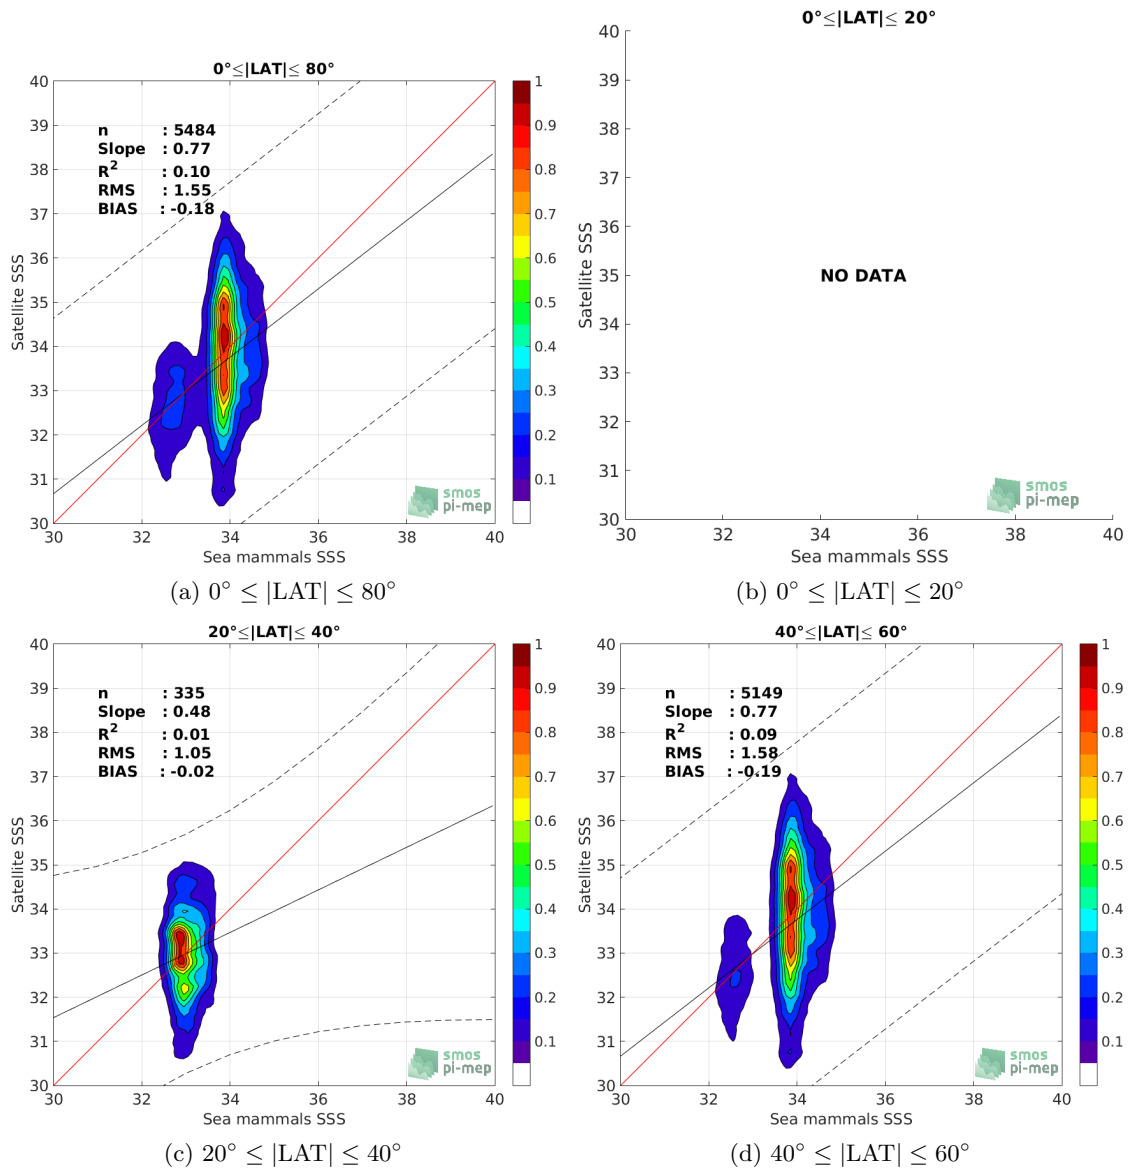 0°≤|LAT|≤ 80°
40
39
38
37
36
35
34
33
32
31
30
Satellite SSS
n : 5484
Slope : 0.77
R2 : 0.10
RMS : 1.55
BIAS : -0.18
smos
pi-mep
30 32 34 36 38 40
Sea mammals SSS
1
0.9
0.8
0.7
0.6
0.5
0.4
0.3
0.2
0.1
(a) 0° ≤ |LAT| ≤ 80°
0°≤|LAT|≤ 20°
40
39
38
37
36
35
34
33
32
31
30
Satellite SSS
NO DATA
smos
pi-mep
30 32 34 36 38 40
Sea mammals SSS
(b) 0° ≤ |LAT| ≤ 20°
20°≤|LAT|≤ 40°
40
39
38
37
36
35
34
33
32
31
30
Satellite SSS
n : 335
Slope : 0.48
R2 : 0.01
RMS : 1.05
BIAS : -0.02
smos
pi-mep
30 32 34 36 38 40
Sea mammals SSS
1
0.9
0.8
0.7
0.6
0.5
0.4
0.3
0.2
0.1
(c) 20° ≤ |LAT| ≤ 40°
40°≤|LAT|≤ 60°
40
39
38
37
36
35
34
33
32
31
30
Satellite SSS
n : 5149
Slope : 0.77
R2 : 0.09
RMS : 1.58
BIAS : -0.19
smos
pi-mep
30 32 34 36 38 40
Sea mammals SSS
1
0.9
0.8
0.7
0.6
0.5
0.4
0.3
0.2
0.1
(d) 40° ≤ |LAT| ≤ 60°